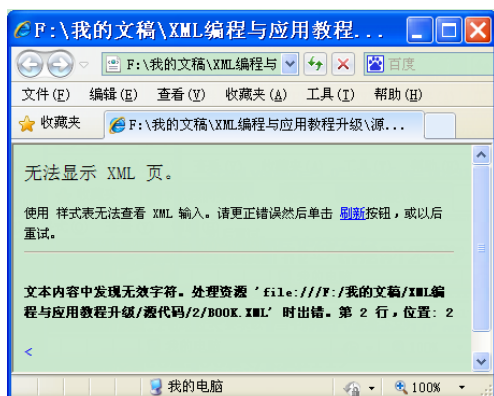 F:\我的文稿\XML编程与应用教程...
F:\我的文稿\XML编程与 百度
文件(F) 编辑(E) 查看(V) 收藏夹(A) 工具(T) 帮助(H)
收藏夹 F:\我的文稿\XML编程与应用教程升级\源...
无法显示 XML 页。
使用 样式表无法查看 XML 输入。请更正错误然后单击 刷新按钮，或以后
重试。
文本内容中发现无效字符。处理资源 'file:///F:/我的文稿/XML编
程与应用教程升级/源代码/2/BOOK.XML' 时出错。第 2 行，位置: 2
<
我的电脑 100%